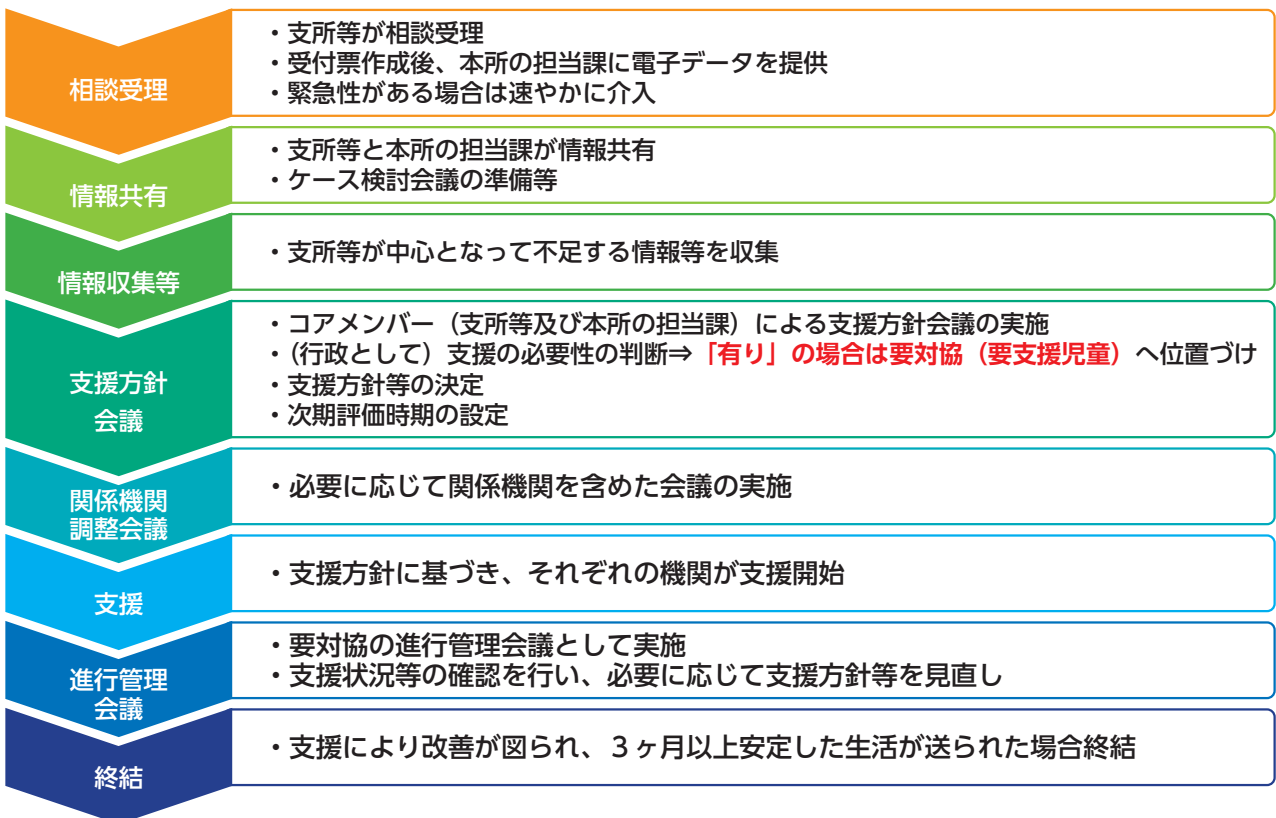 相談受理
・支所等が相談受理
・受付票作成後、本所の担当課に電子データを提供
・緊急性がある場合は速やかに介入
情報共有
・支所等と本所の担当課が情報共有
・ケース検討会議の準備等
情報収集等
・支所等が中心となって不足する情報等を収集
支援方針
会議
・コアメンバー（支所等及び本所の担当課）による支援方針会議の実施
・（行政として）支援の必要性の判断⇒「有り」の場合は要対協（要支援児童）へ位置づけ
・支援方針等の決定
・次期評価時期の設定
関係機関
調整会議
・必要に応じて関係機関を含めた会議の実施
支援
・支援方針に基づき、それぞれの機関が支援開始
進行管理
会議
・要対協の進行管理会議として実施
・支援状況等の確認を行い、必要に応じて支援方針等を見直し
終結
・支援により改善が図られ、３ヶ月以上安定した生活が送られた場合終結